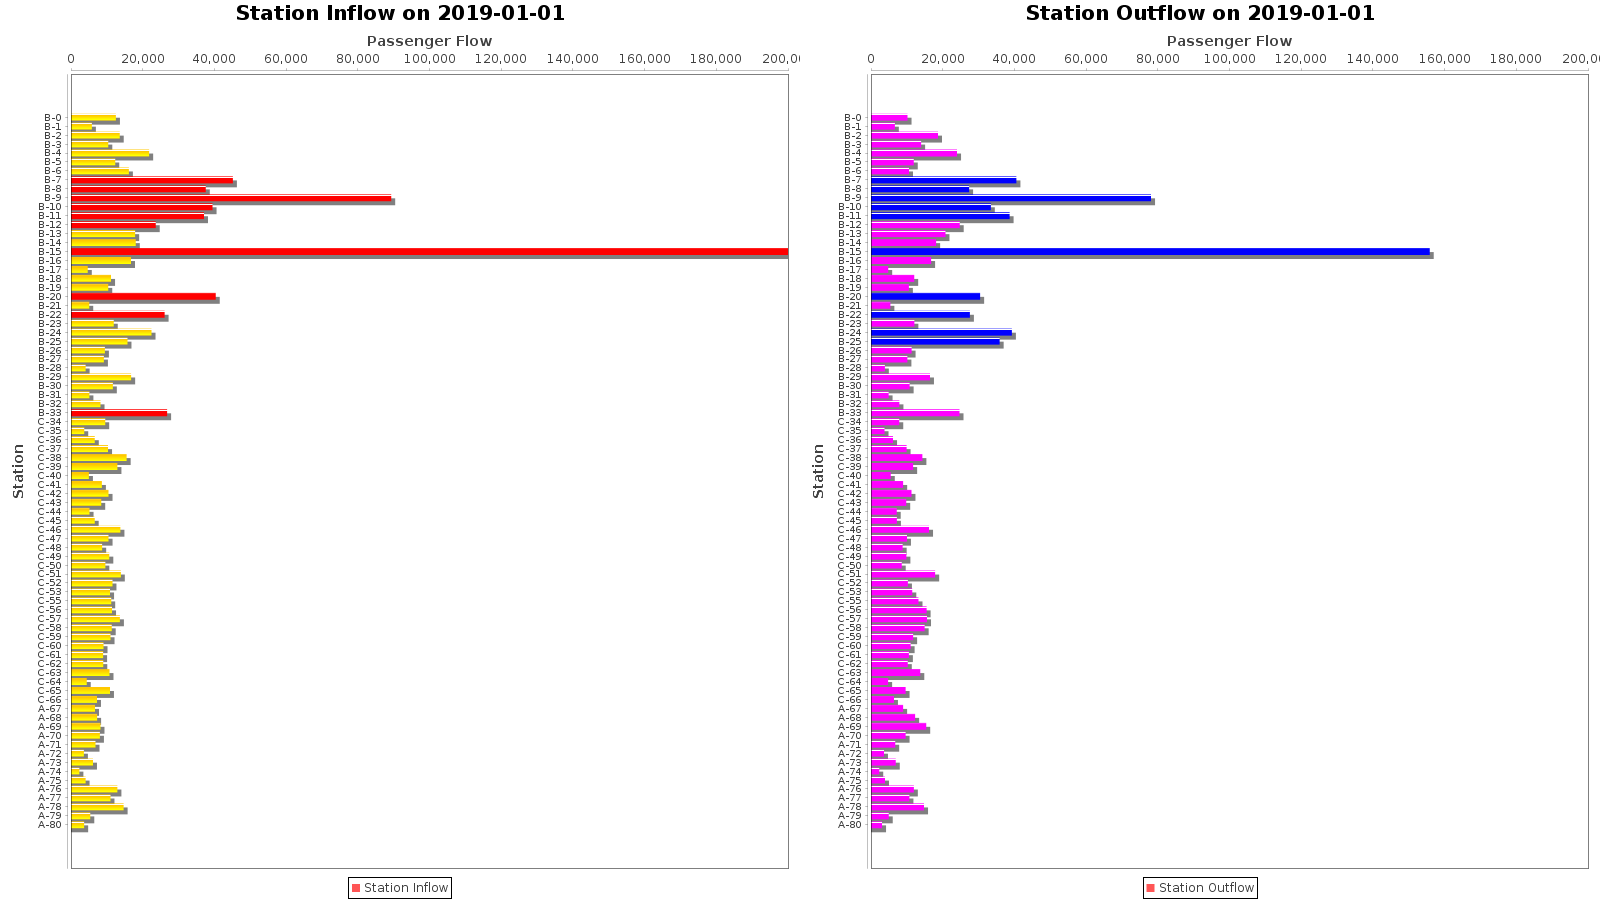 Station Inflow on 2019-01-01
Passenger Flow
0 20,000 40,000 60,000 80,000 100,000 120,000 140,000 160,000 180,000 200,0
Station
B-0
B-1
B-2
B-3
B-4
B-5
B-6
B-7
B-8
B-9
B-10
B-11
B-12
B-13
B-14
B-15
B-16
B-17
B-18
B-19
B-20
B-21
B-22
B-23
B-24
B-25
B-26
B-27
B-28
B-29
B-30
B-31
B-32
B-33
C-34
C-35
C-36
C-37
C-38
C-39
C-40
C-41
C-42
C-43
C-44
C-45
C-46
C-47
C-48
C-49
C-50
C-51
C-52
C-53
C-55
C-56
C-57
C-58
C-59
C-60
C-61
C-62
C-63
C-64
C-65
C-66
A-67
A-68
A-69
A-70
A-71
A-72
A-73
A-74
A-75
A-76
A-77
A-78
A-79
A-80
Station Inflow
Station Outflow on 2019-01-01
Passenger Flow
0 20,000 40,000 60,000 80,000 100,000 120,000 140,000 160,000 180,000 200,0
Station
B-0
B-1
B-2
B-3
B-4
B-5
B-6
B-7
B-8
B-9
B-10
B-11
B-12
B-13
B-14
B-15
B-16
B-17
B-18
B-19
B-20
B-21
B-22
B-23
B-24
B-25
B-26
B-27
B-28
B-29
B-30
B-31
B-32
B-33
C-34
C-35
C-36
C-37
C-38
C-39
C-40
C-41
C-42
C-43
C-44
C-45
C-46
C-47
C-48
C-49
C-50
C-51
C-52
C-53
C-55
C-56
C-57
C-58
C-59
C-60
C-61
C-62
C-63
C-64
C-65
C-66
A-67
A-68
A-69
A-70
A-71
A-72
A-73
A-74
A-75
A-76
A-77
A-78
A-79
A-80
Station Outflow